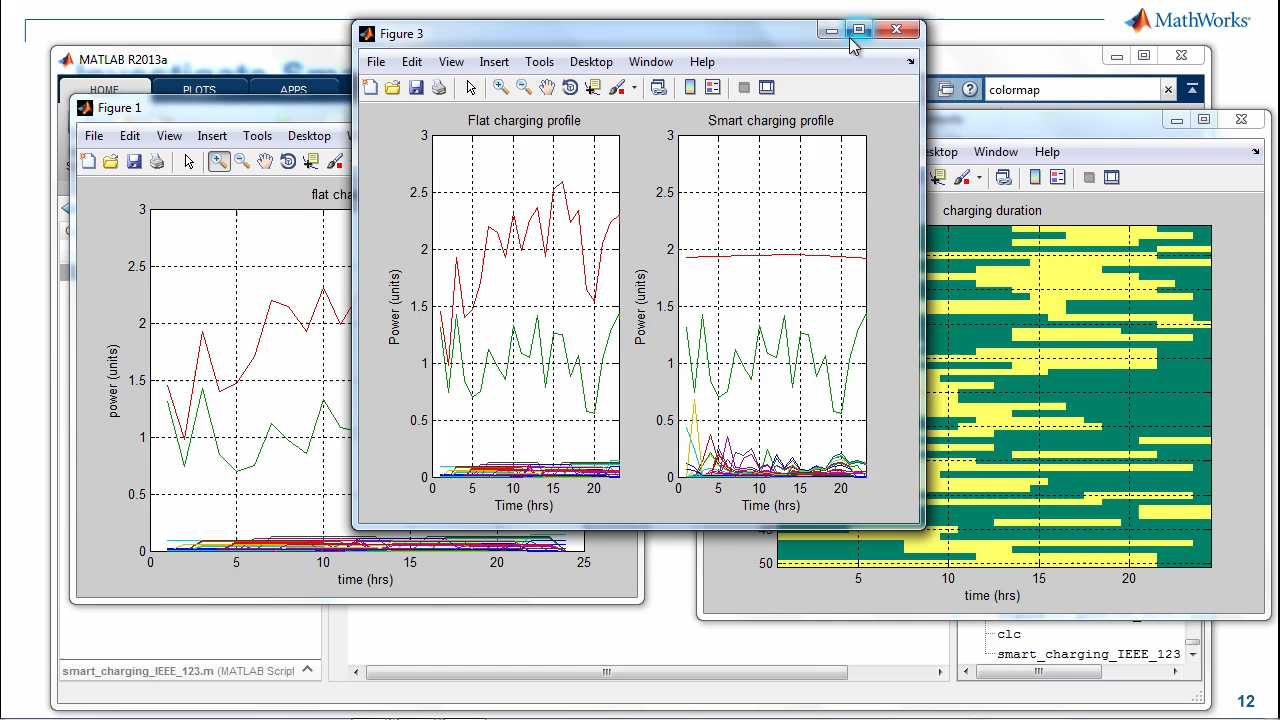 MathWorks®
MATLAB R2013a
HOME
PLOTS
APPS
colormap
Figure 1
File Edit View Insert Tools Desktop
flat cha
3
2.5
2
1.5
1
0.5
0
power (units)
0 5 10 15 20 25
time (hrs)
Figure 3
File Edit View Insert Tools Desktop Window Help
Flat charging profile
3
2.5
2
1.5
1
0.5
0
Power (units)
0 5 10 15 20
Time (hrs)
Smart charging profile
3
2.5
2
1.5
1
0.5
0
Power (units)
0 5 10 15 20
Time (hrs)
sktop Window Help
charging duration
45
50
5 10 15 20
time (hrs)
smart_charging_IEEE_123.m (MATLAB Script
clc
smart_charging_IEEE_123
12